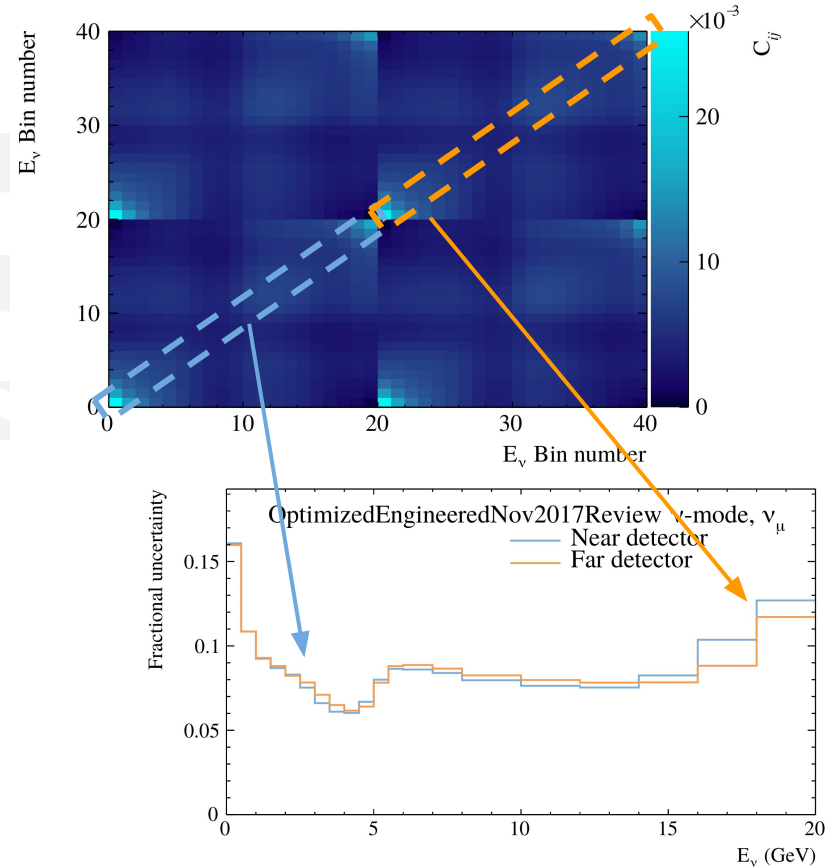 ×10⁻³
40
30
20
10
0
E_ν Bin number
0
10
20
30
40
E_ν Bin number
20
10
0
C_ij
OptimizedEngineeredNov2017Review ν-mode, ν_μ
Near detector
Far detector
Fractional uncertainty
0.15
0.1
0.05
0
0
5
10
15
20
E_ν (GeV)